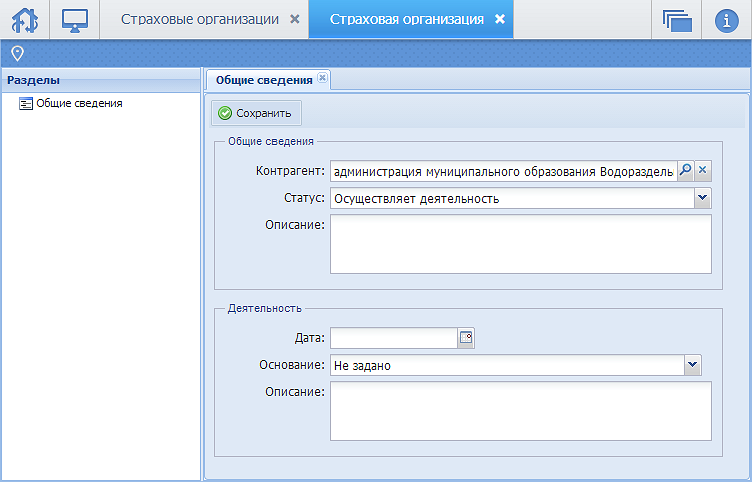 Страховые организации
Страховая организация
Разделы
Общие сведения
Общие сведения
Сохранить
Общие сведения
Контрагент: администрация муниципального образования Водораздель
Статус: Осуществляет деятельность
Описание:
Деятельность
Дата:
Основание: Не задано
Описание: